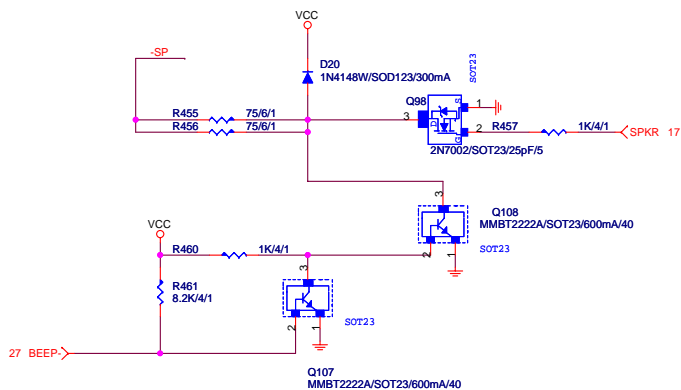 VCC
-SP
D20
1N4148W/SOD123/300mA
SOT23
Q98
S
1
R455
75/6/1
3
D
R456
75/6/1
2
G
R457
1K/4/1
SPKR 17
2N7002/SOT23/25pF/5
3
Q108
MMBT2222A/SOT23/600mA/40
VCC
2
1
SOT23
R460
1K/4/1
3
R461
8.2K/4/1
SOT23
2
1
27 BEEP-
Q107
MMBT2222A/SOT23/600mA/40